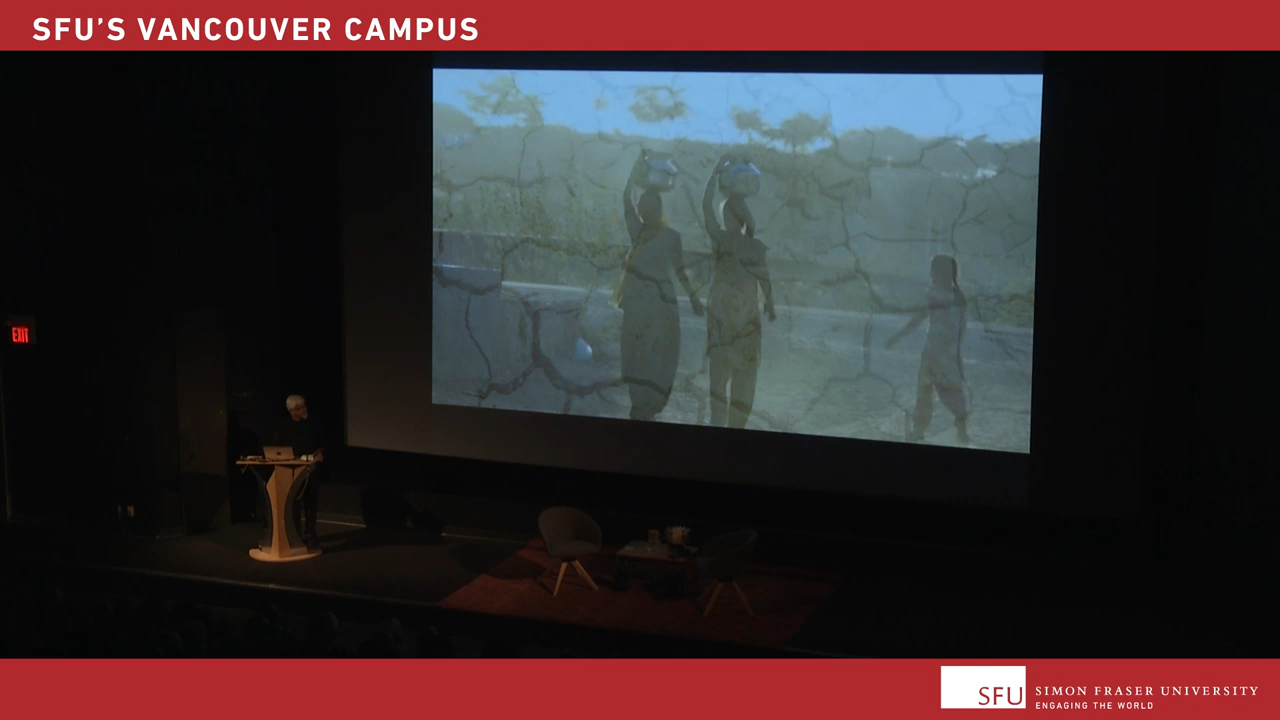 SFU'S VANCOUVER CAMPUS
EXIT
SFU SIMON FRASER UNIVERSITY
ENGAGING THE WORLD